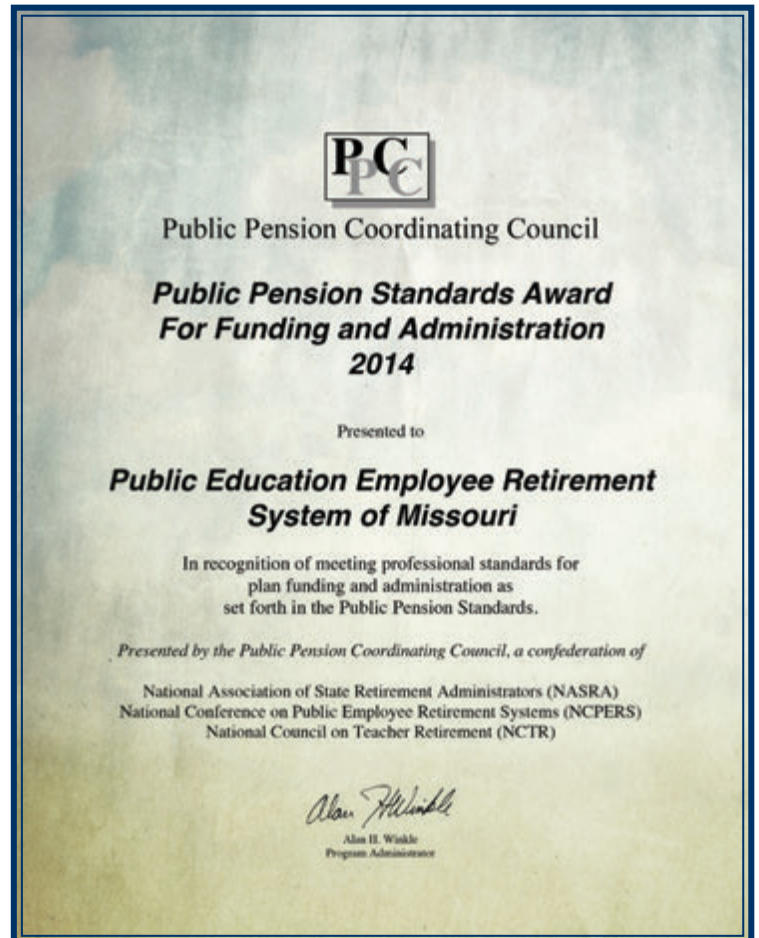 PPCC
Public Pension Coordinating Council
Public Pension Standards Award
For Funding and Administration
2014
Presented to
Public Education Employee Retirement
System of Missouri
In recognition of meeting professional standards for
plan funding and administration as
set forth in the Public Pension Standards.
Presented by the Public Pension Coordinating Council, a confederation of
National Association of State Retirement Administrators (NASRA)
National Conference on Public Employee Retirement Systems (NCPERS)
National Council on Teacher Retirement (NCTR)
Alan H Winkle
Alan H. Winkle
Program Administrator